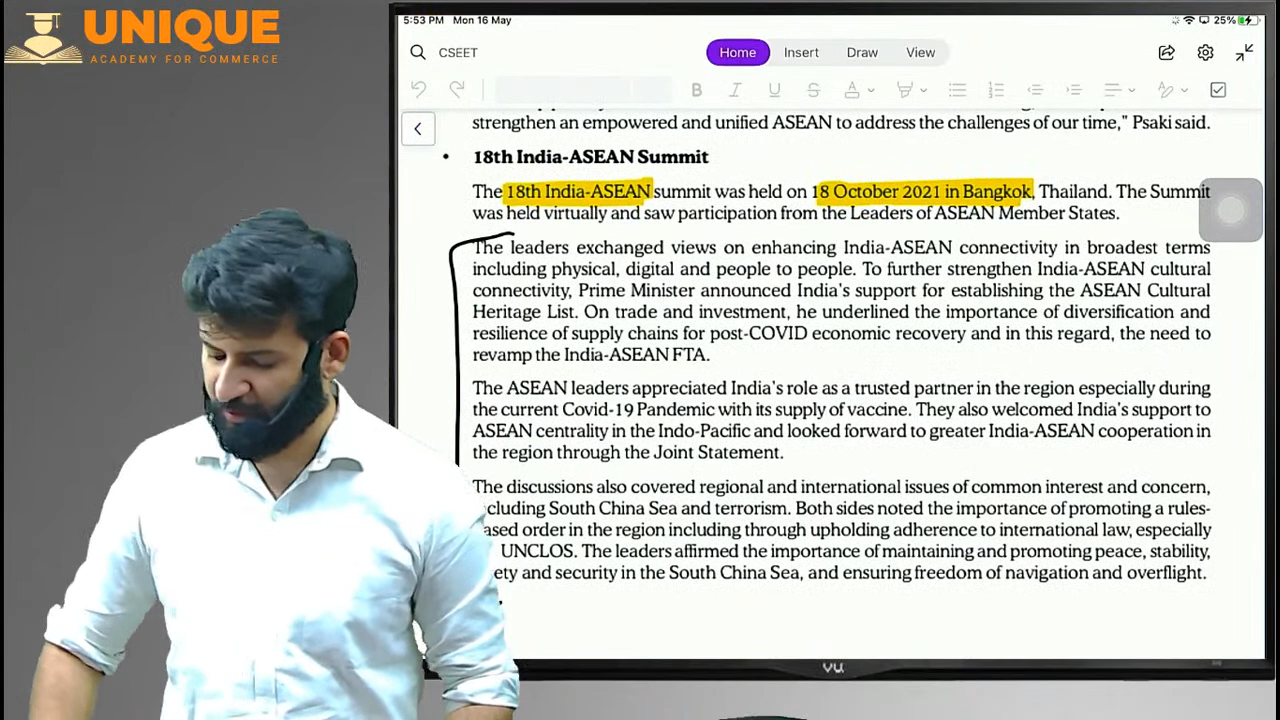 UNIQUE
ACADEMY FOR COMMERCE
5:53 PM Mon 16 May
25%
CSEET
Home
Insert
Draw
View
B I U S A
strengthen an empowered and unified ASEAN to address the challenges of our time," Psaki said.
• 18th India-ASEAN Summit
The 18th India-ASEAN summit was held on 18 October 2021 in Bangkok, Thailand. The Summit
was held virtually and saw participation from the Leaders of ASEAN Member States.
The leaders exchanged views on enhancing India-ASEAN connectivity in broadest terms
including physical, digital and people to people. To further strengthen India-ASEAN cultural
connectivity, Prime Minister announced India's support for establishing the ASEAN Cultural
Heritage List. On trade and investment, he underlined the importance of diversification and
resilience of supply chains for post-COVID economic recovery and in this regard, the need to
revamp the India-ASEAN FTA.
The ASEAN leaders appreciated India's role as a trusted partner in the region especially during
the current Covid-19 Pandemic with its supply of vaccine. They also welcomed India's support to
ASEAN centrality in the Indo-Pacific and looked forward to greater India-ASEAN cooperation in
the region through the Joint Statement.
The discussions also covered regional and international issues of common interest and concern,
cluding South China Sea and terrorism. Both sides noted the importance of promoting a rules-
ased order in the region including through upholding adherence to international law, especially
UNCLOS. The leaders affirmed the importance of maintaining and promoting peace, stability,
ety and security in the South China Sea, and ensuring freedom of navigation and overflight.
vu